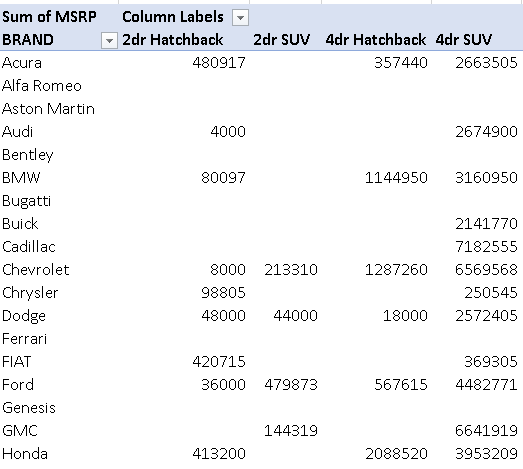 Sum of MSRP Column Labels
BRAND 2dr Hatchback 2dr SUV 4dr Hatchback 4dr SUV
Acura 480917 357440 2663505
Alfa Romeo
Aston Martin
Audi 4000 2674900
Bentley
BMW 80097 1144950 3160950
Bugatti
Buick 2141770
Cadillac 7182555
Chevrolet 8000 213310 1287260 6569568
Chrysler 98805 250545
Dodge 48000 44000 18000 2572405
Ferrari
FIAT 420715 369305
Ford 36000 479873 567615 4482771
Genesis
GMC 144319 6641919
Honda 413200 2088520 3953209